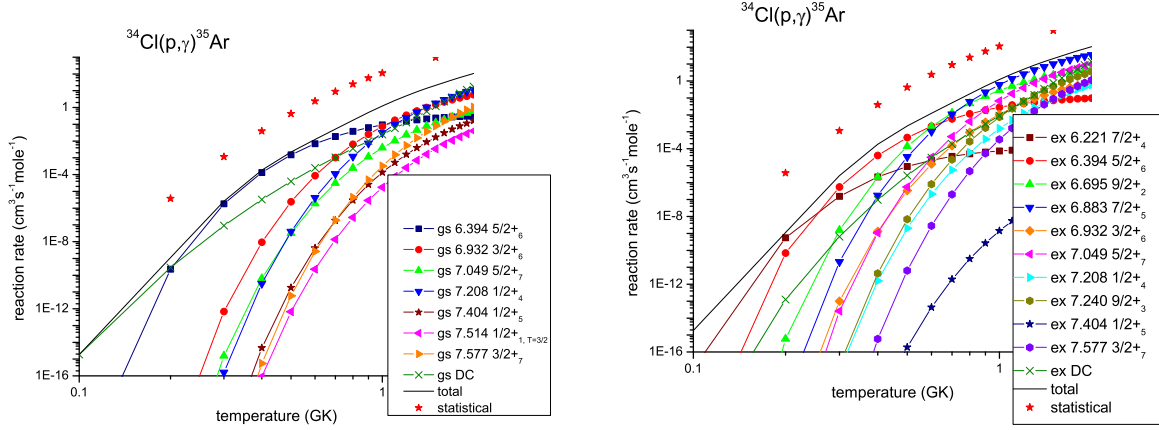 ³⁴Cl(p,γ)³⁵Ar
reaction rate (cm³s⁻¹mole⁻¹)
1
1E-4
1E-8
1E-12
1E-16
0.1
1
temperature (GK)
gs 6.394 5/2+₆
gs 6.932 3/2+₆
gs 7.049 5/2+₇
gs 7.208 1/2+₄
gs 7.404 1/2+₅
gs 7.514 1/2+₁, T=3/2
gs 7.577 3/2+₇
gs DC
total
statistical
³⁴Cl(p,γ)³⁵Ar
reaction rate (cm³s⁻¹mole⁻¹)
1
1E-4
1E-8
1E-12
1E-16
0.1
1
temperature (GK)
ex 6.221 7/2+₄
ex 6.394 5/2+₆
ex 6.695 9/2+₂
ex 6.883 7/2+₅
ex 6.932 3/2+₆
ex 7.049 5/2+₇
ex 7.208 1/2+₄
ex 7.240 9/2+₃
ex 7.404 1/2+₅
ex 7.577 3/2+₇
ex DC
total
statistical